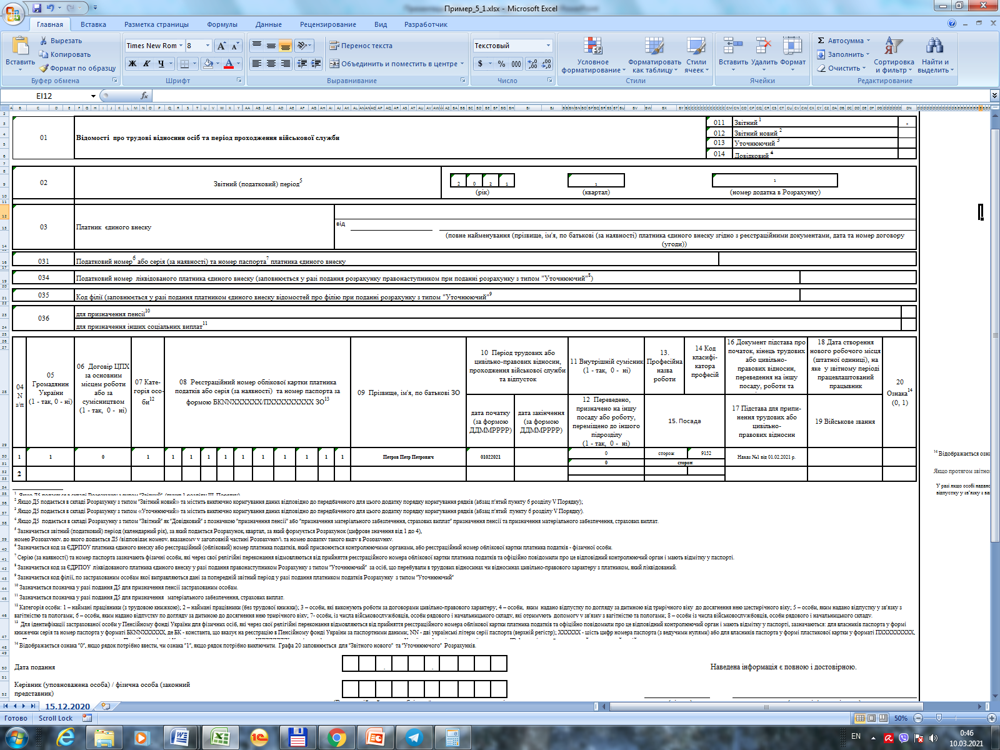 Пример_5_1.xlsx - Microsoft Excel
Главная Вставка Разметка страницы Формулы Данные Рецензирование Вид Разработчик
Вставить Вырезать Копировать Формат по образцу
Times New Rom 8
Ж К Ч
Перенос текста
Объединить и поместить в центре
Текстовый
$ % 000
Условное форматирование Форматировать как таблицу Стили ячеек
Вставить Удалить Формат
Σ Автосумма Заполнить Очистить
Сортировка и фильтр Найти и выделить
Буфер обмена Шрифт Выравнивание Число Стили Ячейки Редактирование
EI12 fx
01 Відомості про трудові відносини осіб та період проходження військової служби
011 Звітний 1 x
012 Звітний новий 2
013 Уточнюючий 3
014 Довідковий 4
02 Звітний (податковий) період5 2 0 2 1 1 1
(рік) (квартал) (номер додатка в Розрахунку)
03 Платник єдиного внеску
від
(повне найменування (прізвище, ім'я, по батькові (за наявності) платника єдиного внеску згідно з реєстраційними документами, дата та номер договору
(угоди))
031 Податковий номер6 або серія (за наявності) та номер паспорта7 платника єдиного внеску
034 Податковий номер ліквідованого платника єдиного внеску (заповнюється у разі подання розрахунку правонаступником при поданні розрахунку з типом "Уточнюючий"8)
035 Код філії (заповнюється у разі подання платником єдиного внеску відомостей про філію при поданні розрахунку з типом "Уточнюючий"9
036 для призначення пенсії10
для призначення інших соціальних виплат11
04 N з/п
05 Громадянин України (1 - так, 0 - ні)
06 Договір ЦПХ за основним місцем роботи або за сумісництвом (1 - так, 0 - ні)
07 Кате-горія осо-би12
08 Реєстраційний номер облікової картки платника податків або серія (за наявності) та номер паспорта за формою БКNNXXXXXX/ПXXXXXXXXX ЗО13
09 Прізвище, ім'я, по батькові ЗО
10 Період трудових або цивільно-правових відносин, проходження військової служби та відпусток
дата початку (за формою ДДММРРРР)
дата закінчення (за формою ДДММРРРР)
11 Внутрішній сумісник (1 - так, 0 - ні)
12 Переведено, призначено на іншу посаду або роботу, переміщено до іншого підрозділу (1 - так, 0 - ні)
13. Професійна назва роботи
14 Код класифі-катора професій
15. Посада
16 Документ підстава про початок, кінець трудових або цивільно-правових відносин, переведення на іншу посаду, роботи та
17 Підстава для припи-нення трудових або цивільно-правових відносин
18 Дата створення нового робочого місця (штатної одиниці), на яке у звітному періоді працевлаштований працывник
19 Військове звання
20 Ознака14 (0, 1)
1 1 0 1 1 1 1 1 1 1 1 1 1 1 Петров Петр Петрович 01022021 0 сторож 9152 Наказ №1 від 01.02.2021 р.
0 сторож
2
14 Відображається озна
Якщо протягом звітно
У разі якщо особі надано
відпустку у зв'язку з ва
1 Якщо Д5 подається в складі Розрахунку з типом "Звітний" (пункт 1 розділу III Порядку)
2 Якщо Д5 подається в складі Розрахунку з типом "Звітний новий» та містить виключно коригування даних відповідно до передбаченого для цього додатку порядку коригування рядків (абзац п'ятий пункту 6 розділу V Порядку);
3 Якщо Д5 подається в складі Розрахунку з типом «Уточнюючий» та містить виключно коригування даних відповідно до передбаченого для цього додатку порядку коригування рядків (абзац п'ятий пункту 6 розділу V Порядку).
4 Якщо Д5 подається в складі Розрахунку з типом "Звітний" як "Довідковий" з позначкою "призначення пенсії" або "призначення матеріального забезпечення, страхових виплат" призначення пенсії та призначення матеріального забезпечення, страхових виплат.
5 Зазначається звітний (податковий) період (календарний рік), за який подається Розрахунок, квартал, за який формується Розрахунок (цифрове значення від 1 до 4),
номер Розрахунку, до якого додається Д5 (відповідає номеру, вказаному у заголовній частині Розрахунку), та номер додатку такого виду в Розрахунку.
6 Зазначається код за ЄДРПОУ платника єдиного внеску або реєстраційний (обліковий) номер платника податків, який присвоюється контролюючими органами, або реєстраційний номер облікової картки платника податків - фізичної особи.
7 Серію (за наявності) та номер паспорта зазначають фізичні особи, які через свої релігійні переконання відмовляються від прийняття реєстраційного номера облікової картки платника податків та офіційно повідомили про це відповідний контролюючий орган і мають відмітку у паспорті.
8 Зазначається код за ЄДРПОУ ліквідованого платника єдиного внеску у разі подання правонаступником Розрахунку з типом "Уточнюючий" за осіб, що перебували в трудових відносинах чи відносинах цивільно-правового характеру з платником, який ліквідований.
9 Зазначається код філії, по застрахованим особам якої виправляються дані за попередній звітний період у разі подання платником податків Розрахунку з типом "Уточнюючий"
10 Зазначається позначка у разі подання Д5 для призначення пенсії застрахованим особам.
11 Зазначається позначка у разі подання Д5 для призначення матеріального забезпечення, страхових виплат.
12 Категорія особи: 1 – наймані працівники (з трудовою книжкою); 2 – наймані працівники (без трудової книжки); 3 – особи, які виконують роботи за договорами цивільно-правового характеру; 4 – особи, яким надано відпустку по догляду за дитиною від трирічного віку до досягнення нею шестирічного віку; 5 – особи, яким надано відпустку у зв'язку з
вагітністю та пологами; 6 – особи, яким надано відпустку по догляду за дитиною до досягнення нею трирічного віку; 7- особи, із числа військовослужбовців, особи рядового і начальницького складу, які отримують допомогу у зв'язку з вагітністю та пологами; 8 – особи із числа військовослужбовців, особи рядового і начальницького складу.
13 Для ідентифікації застрахованої особи у Пенсійному фонді України для фізичних осіб, які через свої релігійні переконання відмовляються від прийняття реєстраційного номера облікової картки платника податків та офіційно повідомили про це відповідний контролюючий орган і мають відмітку у паспорті, зазначаються: для власників паспорта у формі
книжечки серія та номер паспорта у форматі БКNNXXXXXX, де БК - константа, що вказує на реєстрацію в Пенсійному фонді України за паспортними даними; NN - дві українські літери серії паспорта (верхній регістр); XXXXXX - шість цифр номера паспорта (з ведучими нулями) або для власників паспорта у формі пластикової картки у форматі ПXXXXXXXXX,
14 Відображається ознака "0", якщо рядок потрібно ввести, чи ознака "1", якщо рядок потрібно виключити. Графа 20 заповнюється для "Звітного нового" та "Уточнюючого" Розрахунків.
Дата подання . . Наведена інформація є повною і достовірною.
Керівник (уповноважена особа) / фізична особа (законний
представник)
15.12.2020
Готово Scroll Lock 50%
EN 0:46
10.03.2021